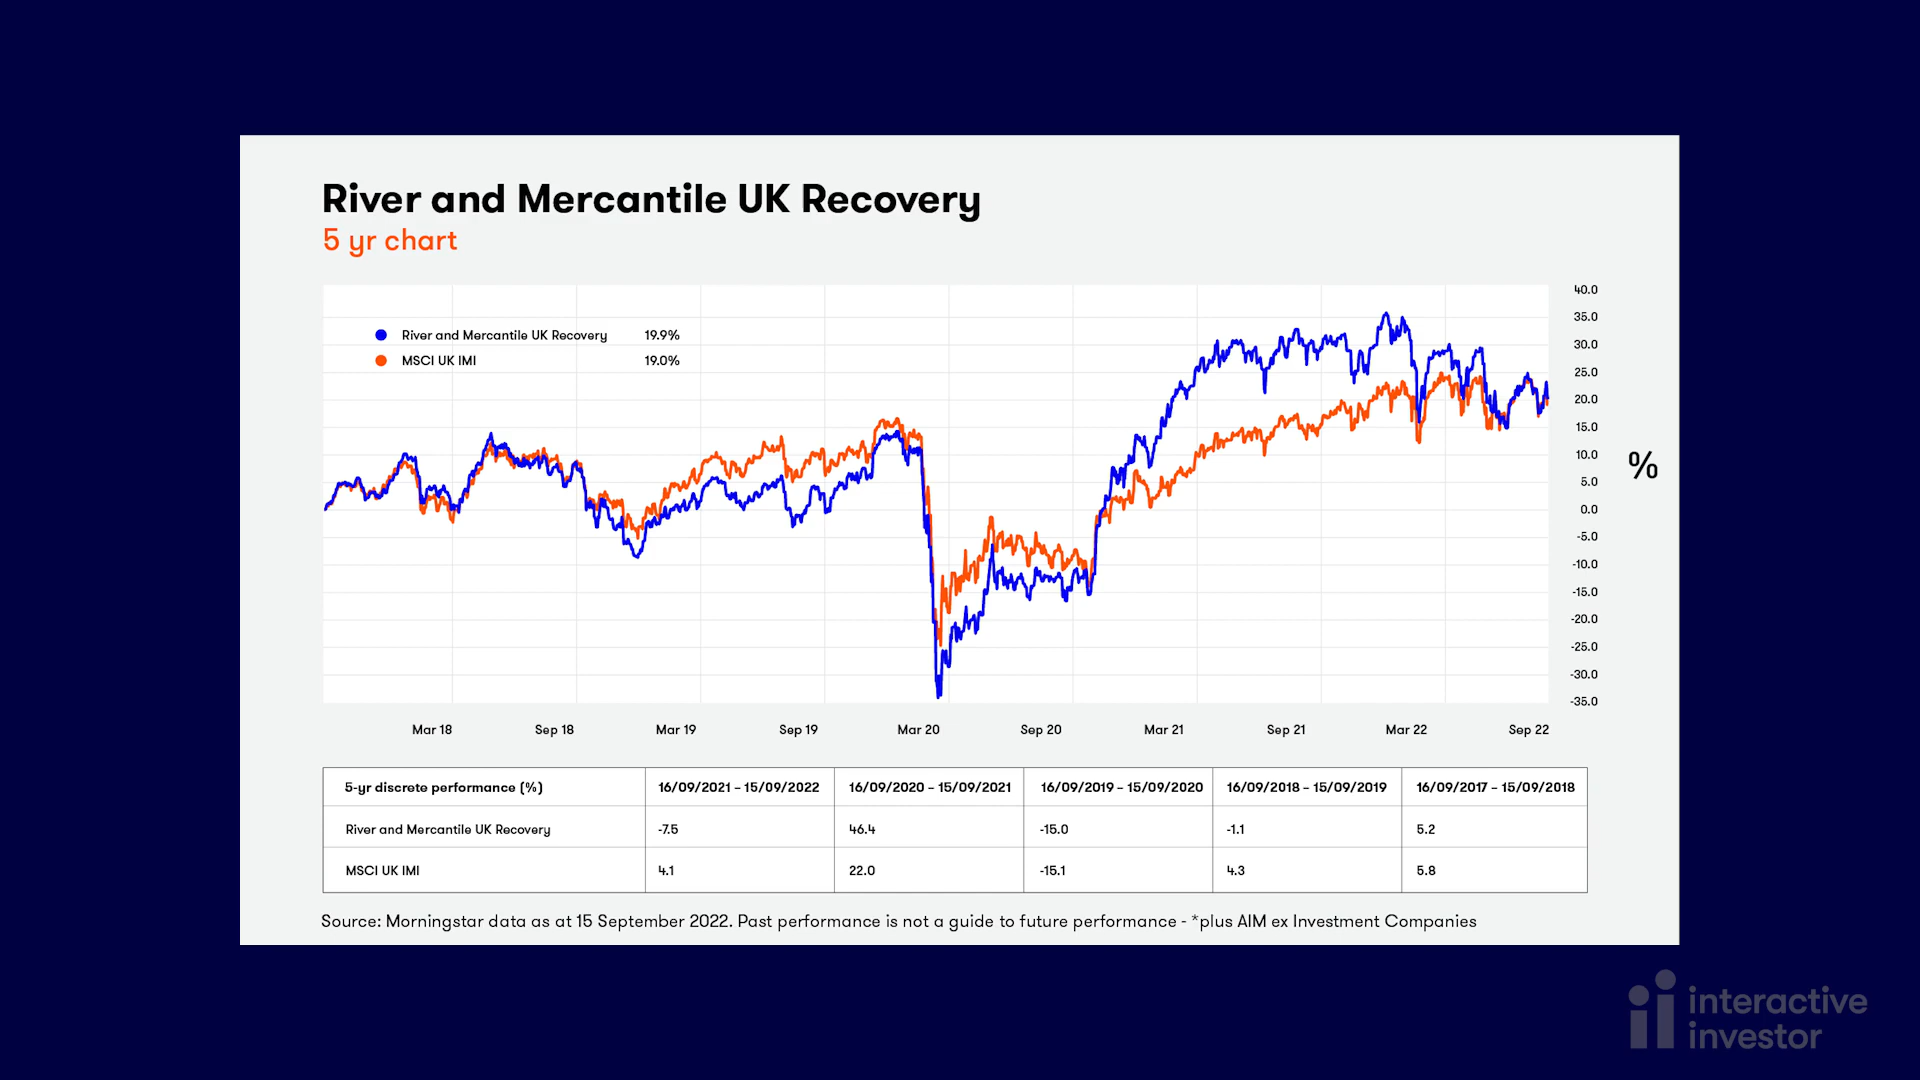 River and Mercantile UK Recovery
5 yr chart
River and Mercantile UK Recovery 19.9%
MSCI UK IMI 19.0%
40.0
35.0
30.0
25.0
20.0
15.0
10.0
5.0
0.0
-5.0
-10.0
-15.0
-20.0
-25.0
-30.0
-35.0
%
Mar 18 Sep 18 Mar 19 Sep 19 Mar 20 Sep 20 Mar 21 Sep 21 Mar 22 Sep 22
5-yr discrete performance (%) 16/09/2021 – 15/09/2022 16/09/2020 – 15/09/2021 16/09/2019 – 15/09/2020 16/09/2018 – 15/09/2019 16/09/2017 – 15/09/2018
River and Mercantile UK Recovery -7.5 46.4 -15.0 -1.1 5.2
MSCI UK IMI 4.1 22.0 -15.1 4.3 5.8
Source: Morningstar data as at 15 September 2022. Past performance is not a guide to future performance - *plus AIM ex Investment Companies
interactive
investor